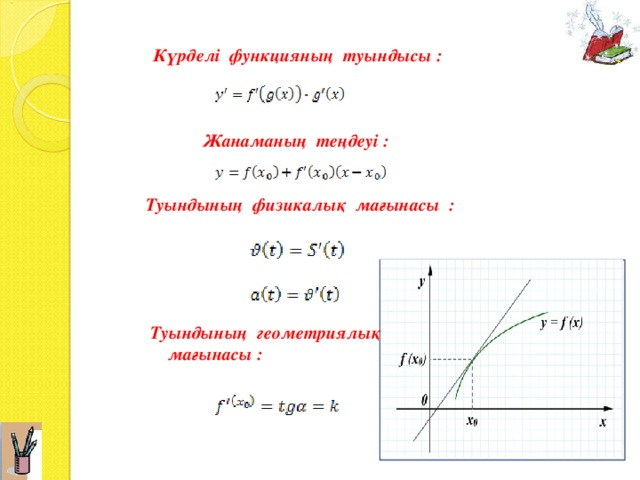 Күрделі функцияның туындысы :
y′ = f′(g(x)) · g′(x)
Жанаманың теңдеуі :
y = f(x₀) + f′(x₀)(x − x₀)
Туындының физикалық мағынасы :
ϑ(t) = S′(t)
a(t) = ϑ′(t)
Туындының геометриялық
мағынасы :
f′⁽ˣ⁰⁾ = tgα = k
y
y = f (x)
f (x₀)
0
x₀
x